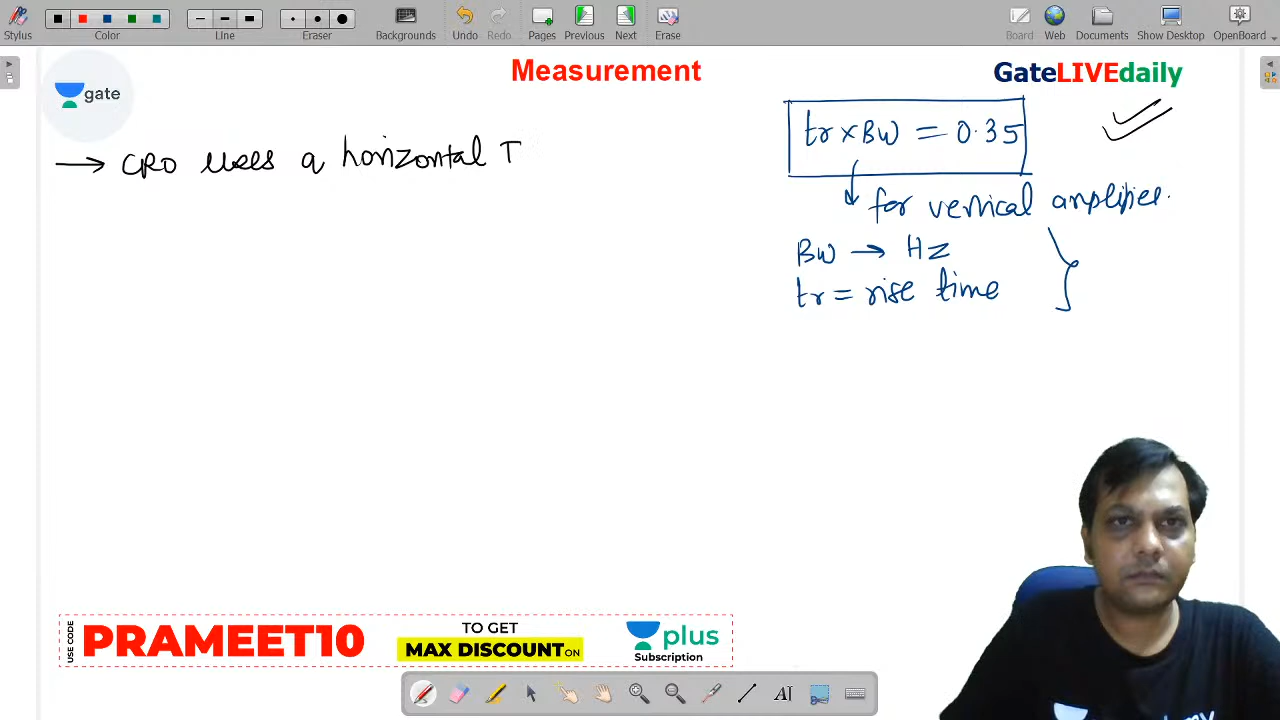 Stylus
Color
Line
Eraser
Backgrounds
Undo
Redo
Pages
Previous
Next
Erase
Board
Web
Documents
Show Desktop
OpenBoard
gate
Measurement
GateLIVEdaily
→ CRO uses a horizontal T
tr × BW = 0.35
for vertical amplifier.
BW → Hz
tr = rise time
USE CODE
PRAMEET10
TO GET
MAX DISCOUNT ON
plus
Subscription